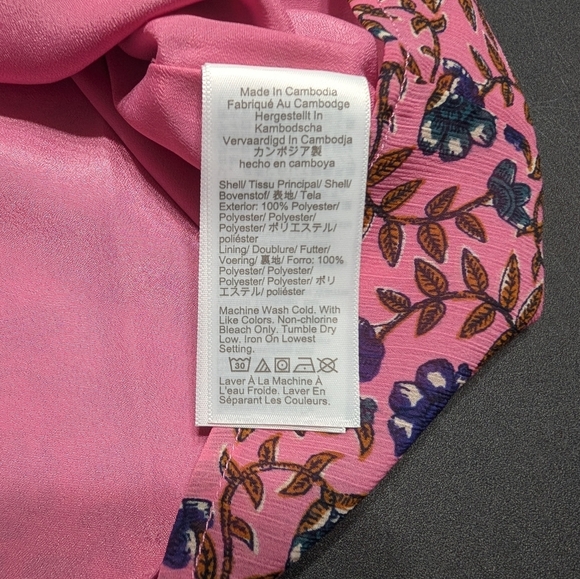 Made In Cambodia
Fabriqué Au Cambodge
Hergestellt In
Kambodscha
Vervaardigd In Cambodja
カンボジア製
hecho en camboya
Shell/ Tissu Principal/ Shell/
Bovenstof/ 表地/ Tela
Exterior: 100% Polyester/
Polyester/ Polyester/
Polyester/ ポリエステル/
poliéster
Lining/ Doublure/ Futter/
Voering/ 裏地/ Forro: 100%
Polyester/ Polyester/
Polyester/ Polyester/ ポリ
エステル/ poliéster
Machine Wash Cold. With
Like Colors. Non-chlorine
Bleach Only. Tumble Dry
Low. Iron On Lowest
Setting.
30
Laver À La Machine À
L'eau Froide. Laver En
Séparant Les Couleurs.